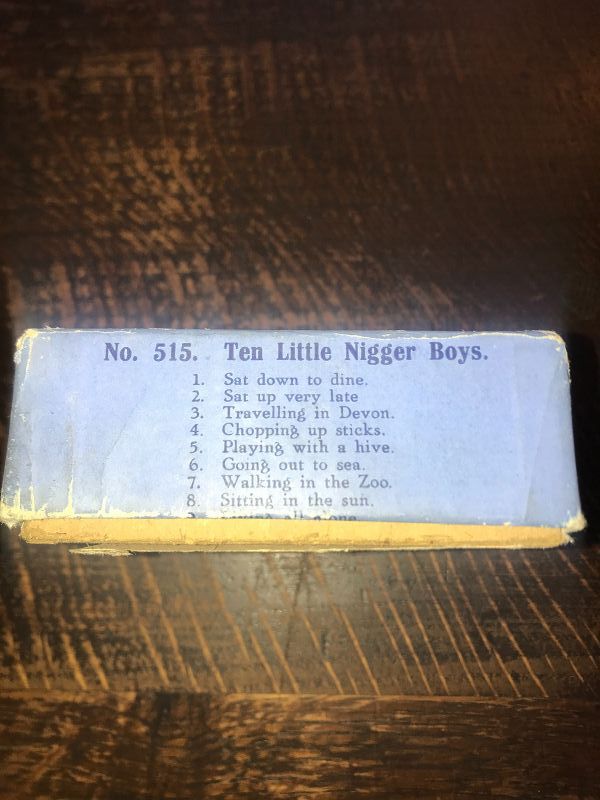 No. 515. Ten Little Nigger Boys.
1. Sat down to dine.
2. Sat up very late
3. Travelling in Devon.
4. Chopping up sticks.
5. Playing with a hive.
6. Going out to sea.
7. Walking in the Zoo.
8. Sitting in the sun.